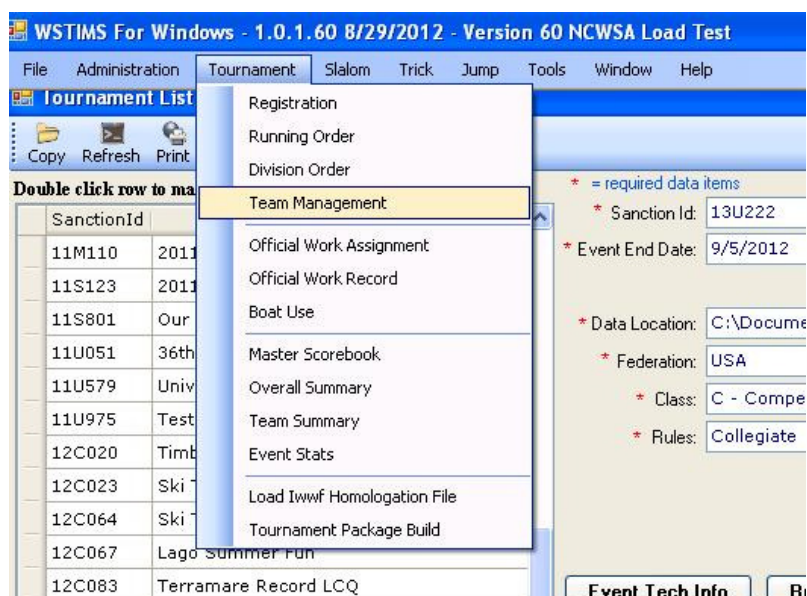 WSTIMS For Windows - 1.0.1.60 8/29/2012 - Version 60 NCWSA Load Test
File Administration Tournament Slalom Trick Jump Tools Window Help
Tournament List
Copy Refresh Print
Double click row to ma
SanctionId
11M110 2011
11S123 2011
11S801 Our
11U051 36th
11U579 Univ
11U975 Test
12C020 Timb
12C023 Ski
12C064 Ski
12C067 Lago Summer Fun
12C083 Terramare Record LCQ
Registration
Running Order
Division Order
Team Management
Official Work Assignment
Official Work Record
Boat Use
Master Scorebook
Overall Summary
Team Summary
Event Stats
Load Iwwf Homologation File
Tournament Package Build
* = required data items
* Sanction Id: 13U222
* Event End Date: 9/5/2012
* Data Location: C:\Docume
* Federation: USA
* Class: C - Compe
* Rules: Collegiate
Event Tech Info